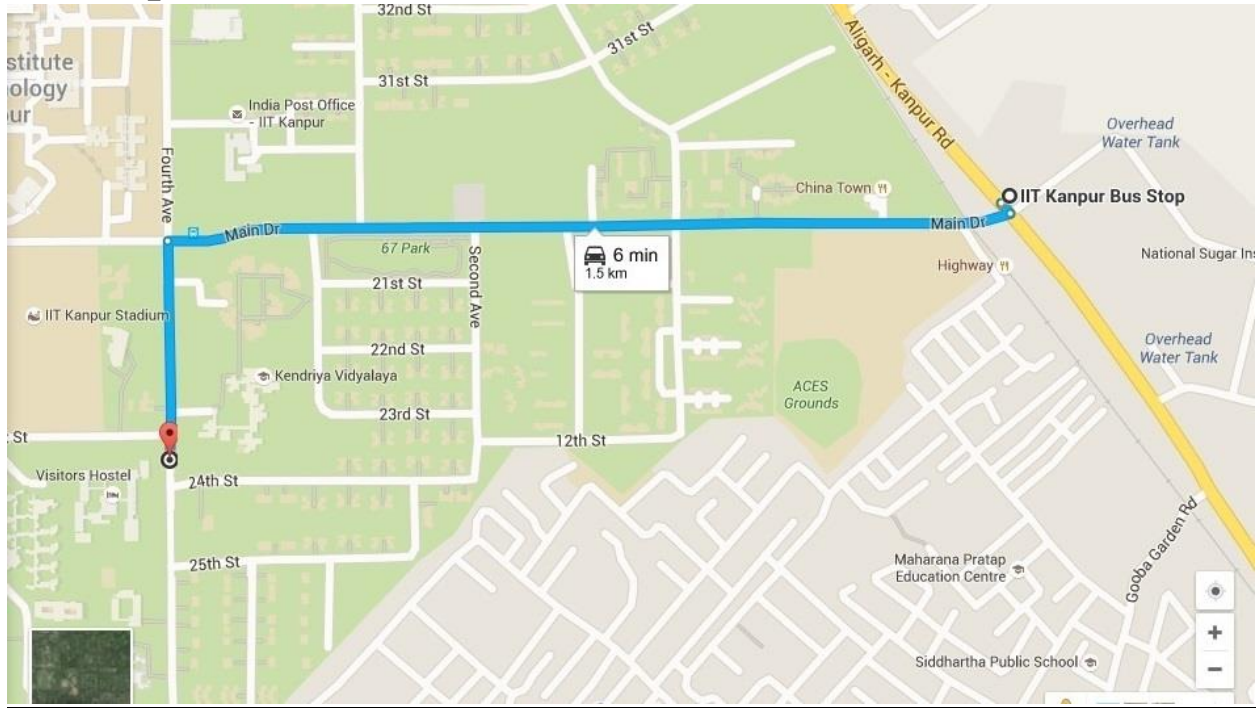 32nd St
31st St
31st St
Aligarh - Kanpur Rd
stitute
ology
our
India Post Office
- IIT Kanpur
Overhead
Water Tank
Fourth Ave
China Town
IIT Kanpur Bus Stop
Main Dr
Main Dr
67 Park
6 min
1.5 km
Second Ave
National Sugar Ins
Highway
21st St
IIT Kanpur Stadium
22nd St
Overhead
Water Tank
Kendriya Vidyalaya
ACES
Grounds
23rd St
St
12th St
Visitors Hostel
24th St
Gooba Garden Rd
25th St
Maharana Pratap
Education Centre
+
Siddhartha Public School
−